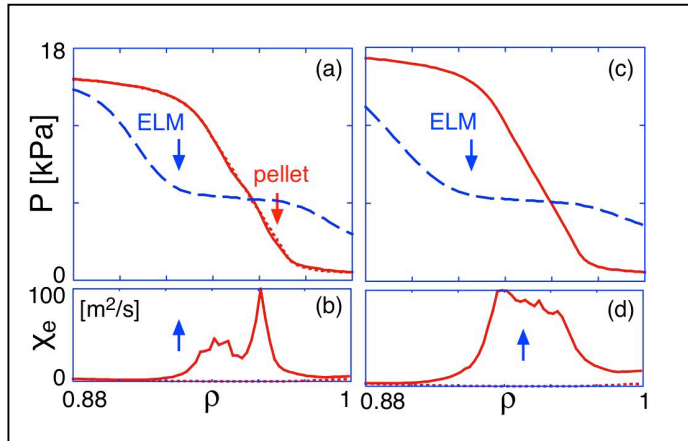 18
(a)
(c)
ELM
ELM
P [kPa]
pellet
0
100
[m²/s]
(b)
(d)
χe
0
0.88
ρ
1
0.88
ρ
1